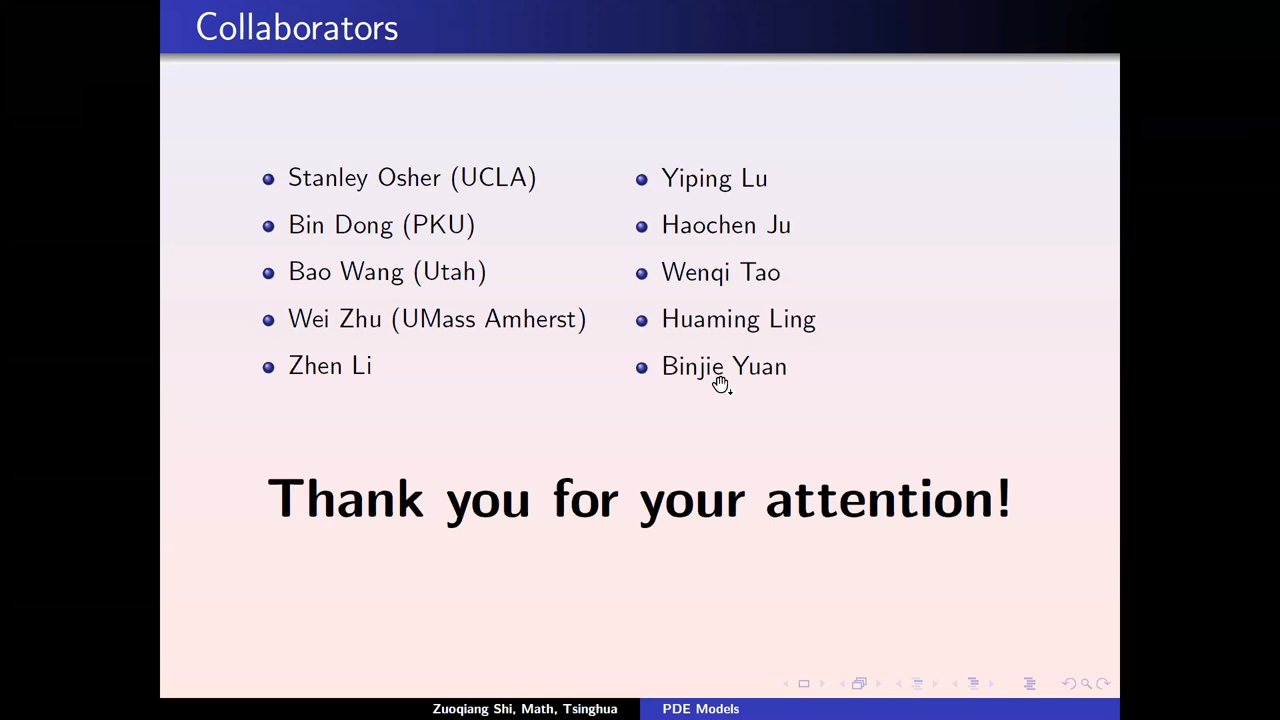 Collaborators
Stanley Osher (UCLA)
Bin Dong (PKU)
Bao Wang (Utah)
Wei Zhu (UMass Amherst)
Zhen Li
Yiping Lu
Haochen Ju
Wenqi Tao
Huaming Ling
Binjie Yuan
Thank you for your attention!
Zuoqiang Shi, Math, Tsinghua
PDE Models